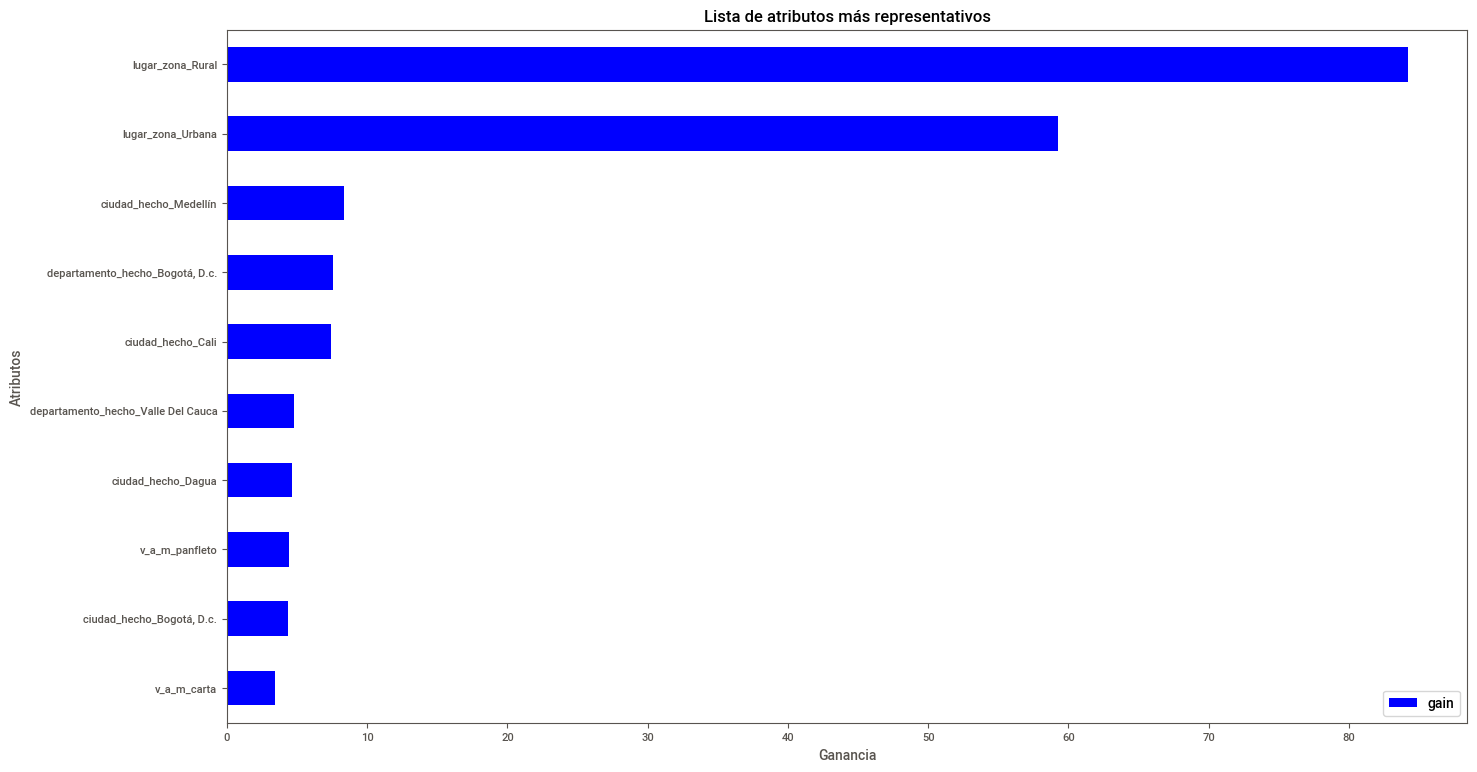 Lista de atributos más representativos
lugar_zona_Rural
lugar_zona_Urbana
ciudad_hecho_Medellín
departamento_hecho_Bogotá, D.c.
ciudad_hecho_Cali
departamento_hecho_Valle Del Cauca
ciudad_hecho_Dagua
v_a_m_panfleto
ciudad_hecho_Bogotá, D.c.
v_a_m_carta
Atributos
gain
0 10 20 30 40 50 60 70 80
Ganancia